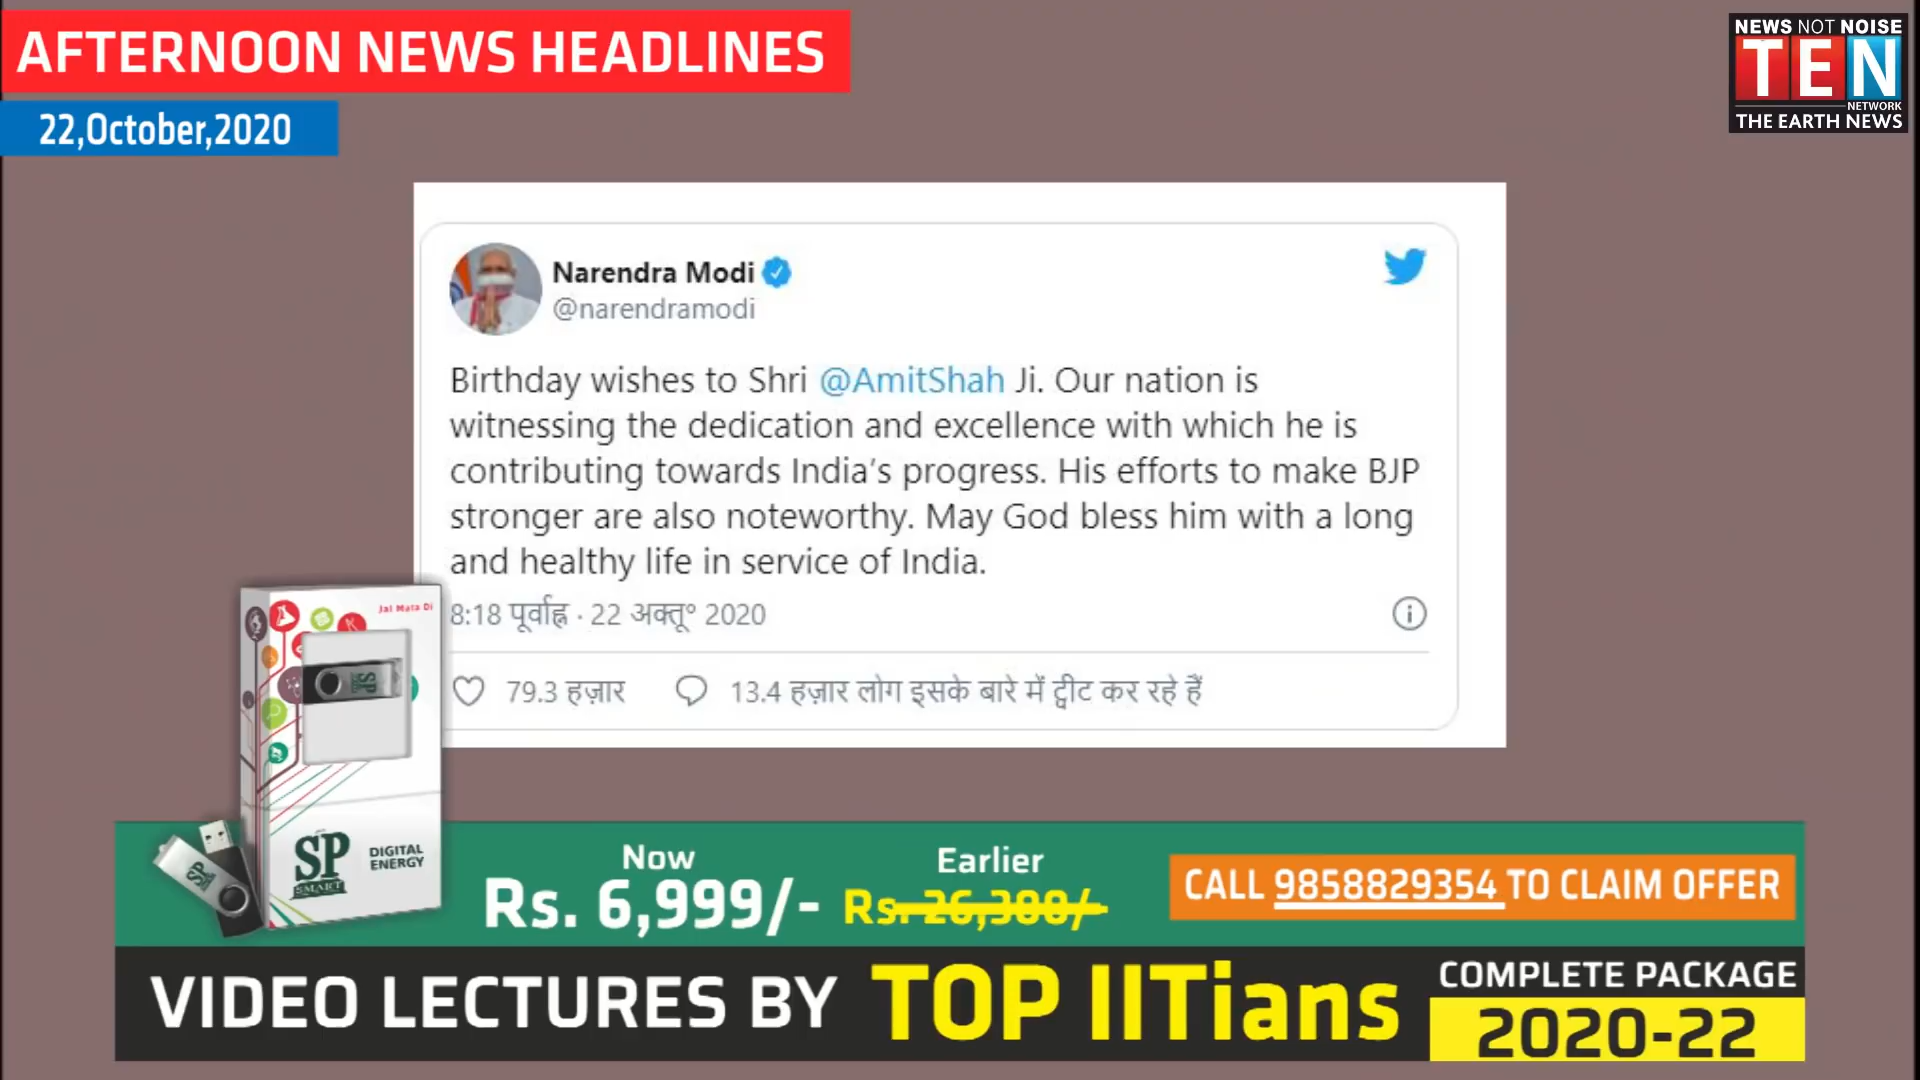 AFTERNOON NEWS HEADLINES
22,October,2020
NEWS NOT NOISE
TEN
NETWORK
THE EARTH NEWS
Narendra Modi
@narendramodi
Birthday wishes to Shri @AmitShah Ji. Our nation is
witnessing the dedication and excellence with which he is
contributing towards India's progress. His efforts to make BJP
stronger are also noteworthy. May God bless him with a long
and healthy life in service of India.
8:18 पूर्वाह्न · 22 अक्तू॰ 2020
79.3 हज़ार
13.4 हज़ार लोग इसके बारे में ट्वीट कर रहे हैं
Jai Mata Di
SP
SP
SMART
DIGITAL
ENERGY
SP
Now
Rs. 6,999/-
Earlier
Rs. 26,388/-
CALL 9858829354 TO CLAIM OFFER
VIDEO LECTURES BY TOP IITians
COMPLETE PACKAGE
2020-22